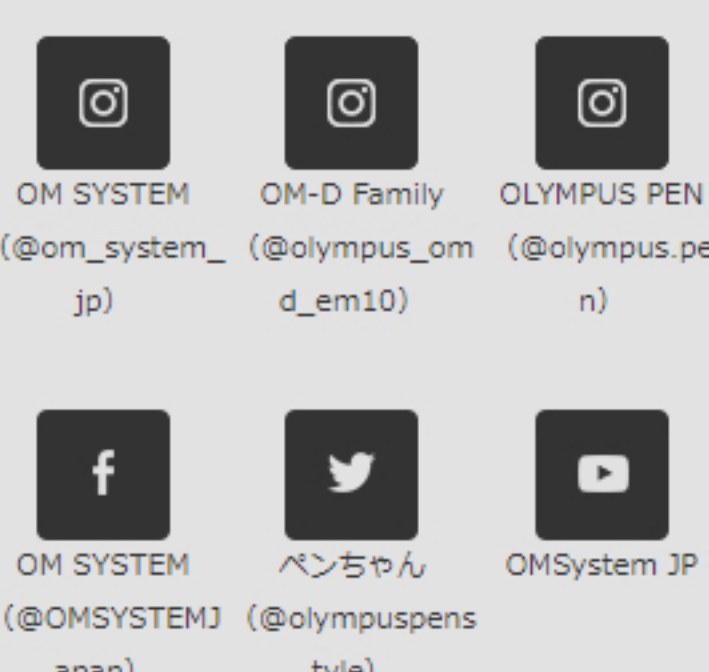 OM SYSTEM
（@om_system_
jp）
OM-D Family
（@olympus_om
d_em10）
OLYMPUS PEN
（@olympus.pe
n）
OM SYSTEM
（@OMSYSTEMJ
apan）
ペンちゃん
（@olympuspens
tyle）
OMSystem JP